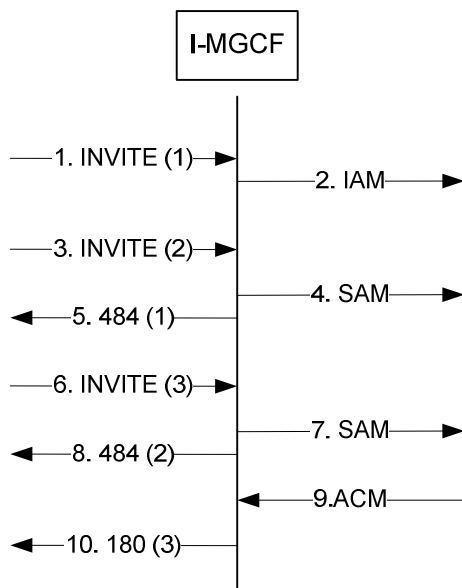 I-MGCF
1. INVITE (1)
2. IAM
3. INVITE (2)
4. SAM
5. 484 (1)
6. INVITE (3)
7. SAM
8. 484 (2)
9.ACM
10. 180 (3)